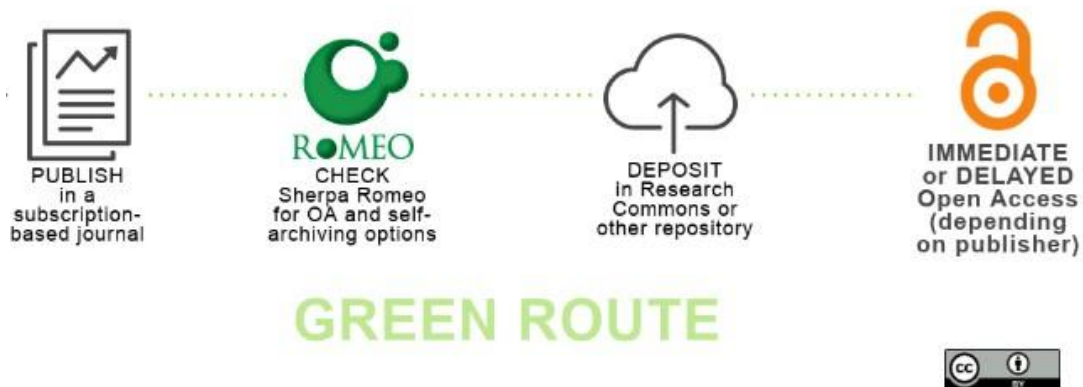 PUBLISH
in a
subscription-
based journal
ROMEO
CHECK
Sherpa Romeo
for OA and self-
archiving options
DEPOSIT
in Research
Commons or
other repository
IMMEDIATE
or DELAYED
Open Access
(depending
on publisher)
GREEN ROUTE
cc
BY